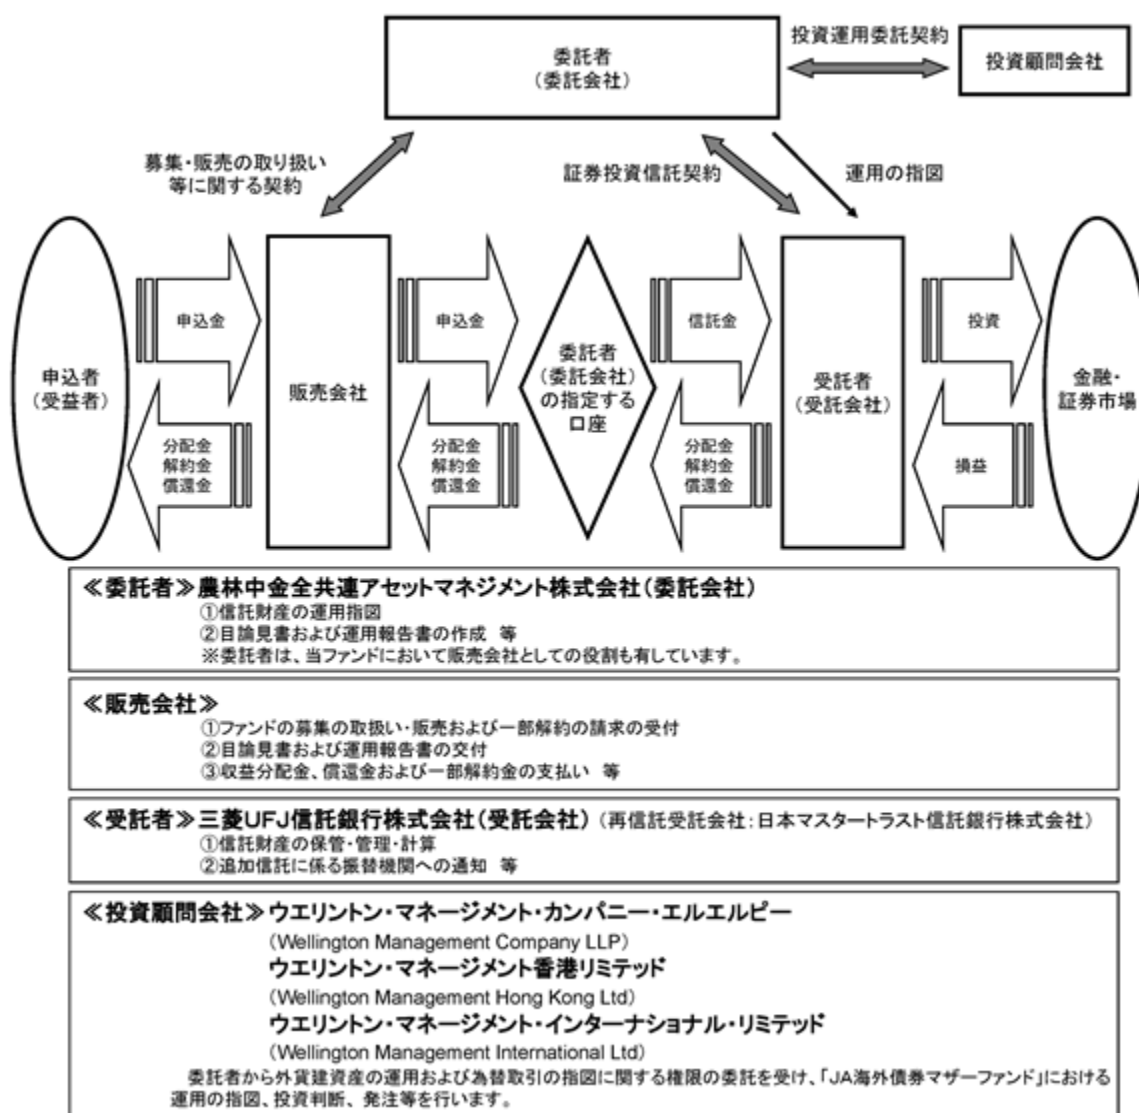 委託者
(委託会社)
投資運用委託契約
投資顧問会社
募集・販売の取り扱い
等に関する契約
証券投資信託契約
運用の指図
申込者
(受益者)
申込金
分配金
解約金
償還金
販売会社
申込金
分配金
解約金
償還金
委託者
(委託会社)
の指定する
口座
信託金
分配金
解約金
償還金
受託者
(受託会社)
投資
損益
金融・
証券市場
≪委託者≫農林中金全共連アセットマネジメント株式会社(委託会社)
①信託財産の運用指図
②目論見書および運用報告書の作成 等
※委託者は、当ファンドにおいて販売会社としての役割も有しています。
≪販売会社≫
①ファンドの募集の取扱い・販売および一部解約の請求の受付
②目論見書および運用報告書の交付
③収益分配金、償還金および一部解約金の支払い 等
≪受託者≫三菱UFJ信託銀行株式会社(受託会社) (再信託受託会社:日本マスタートラスト信託銀行株式会社)
①信託財産の保管・管理・計算
②追加信託に係る振替機関への通知 等
≪投資顧問会社≫ウエリントン・マネージメント・カンパニー・エルエルピー
(Wellington Management Company LLP)
ウエリントン・マネージメント香港リミテッド
(Wellington Management Hong Kong Ltd)
ウエリントン・マネージメント・インターナショナル・リミテッド
(Wellington Management International Ltd)
委託者から外貨建資産の運用および為替取引の指図に関する権限の委託を受け、「JA海外債券マザーファンド」における
運用の指図、投資判断、発注等を行います。